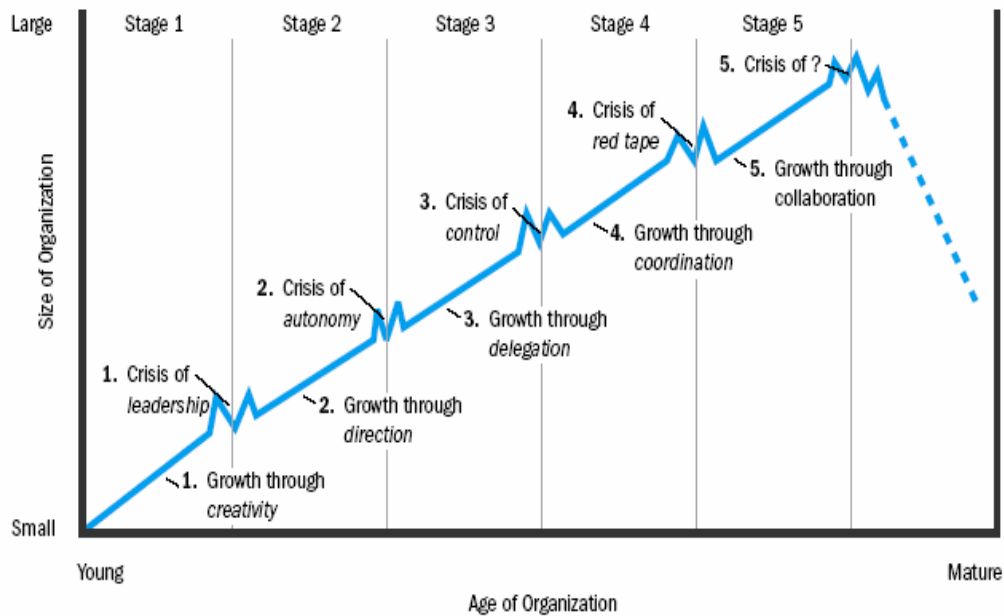 Large
Stage 1
Stage 2
Stage 3
Stage 4
Stage 5
5. Crisis of ?
4. Crisis of
red tape
5. Growth through
collaboration
3. Crisis of
control
4. Growth through
coordination
Size of Organization
2. Crisis of
autonomy
3. Growth through
delegation
1. Crisis of
leadership
2. Growth through
direction
1. Growth through
creativity
Small
Young
Mature
Age of Organization